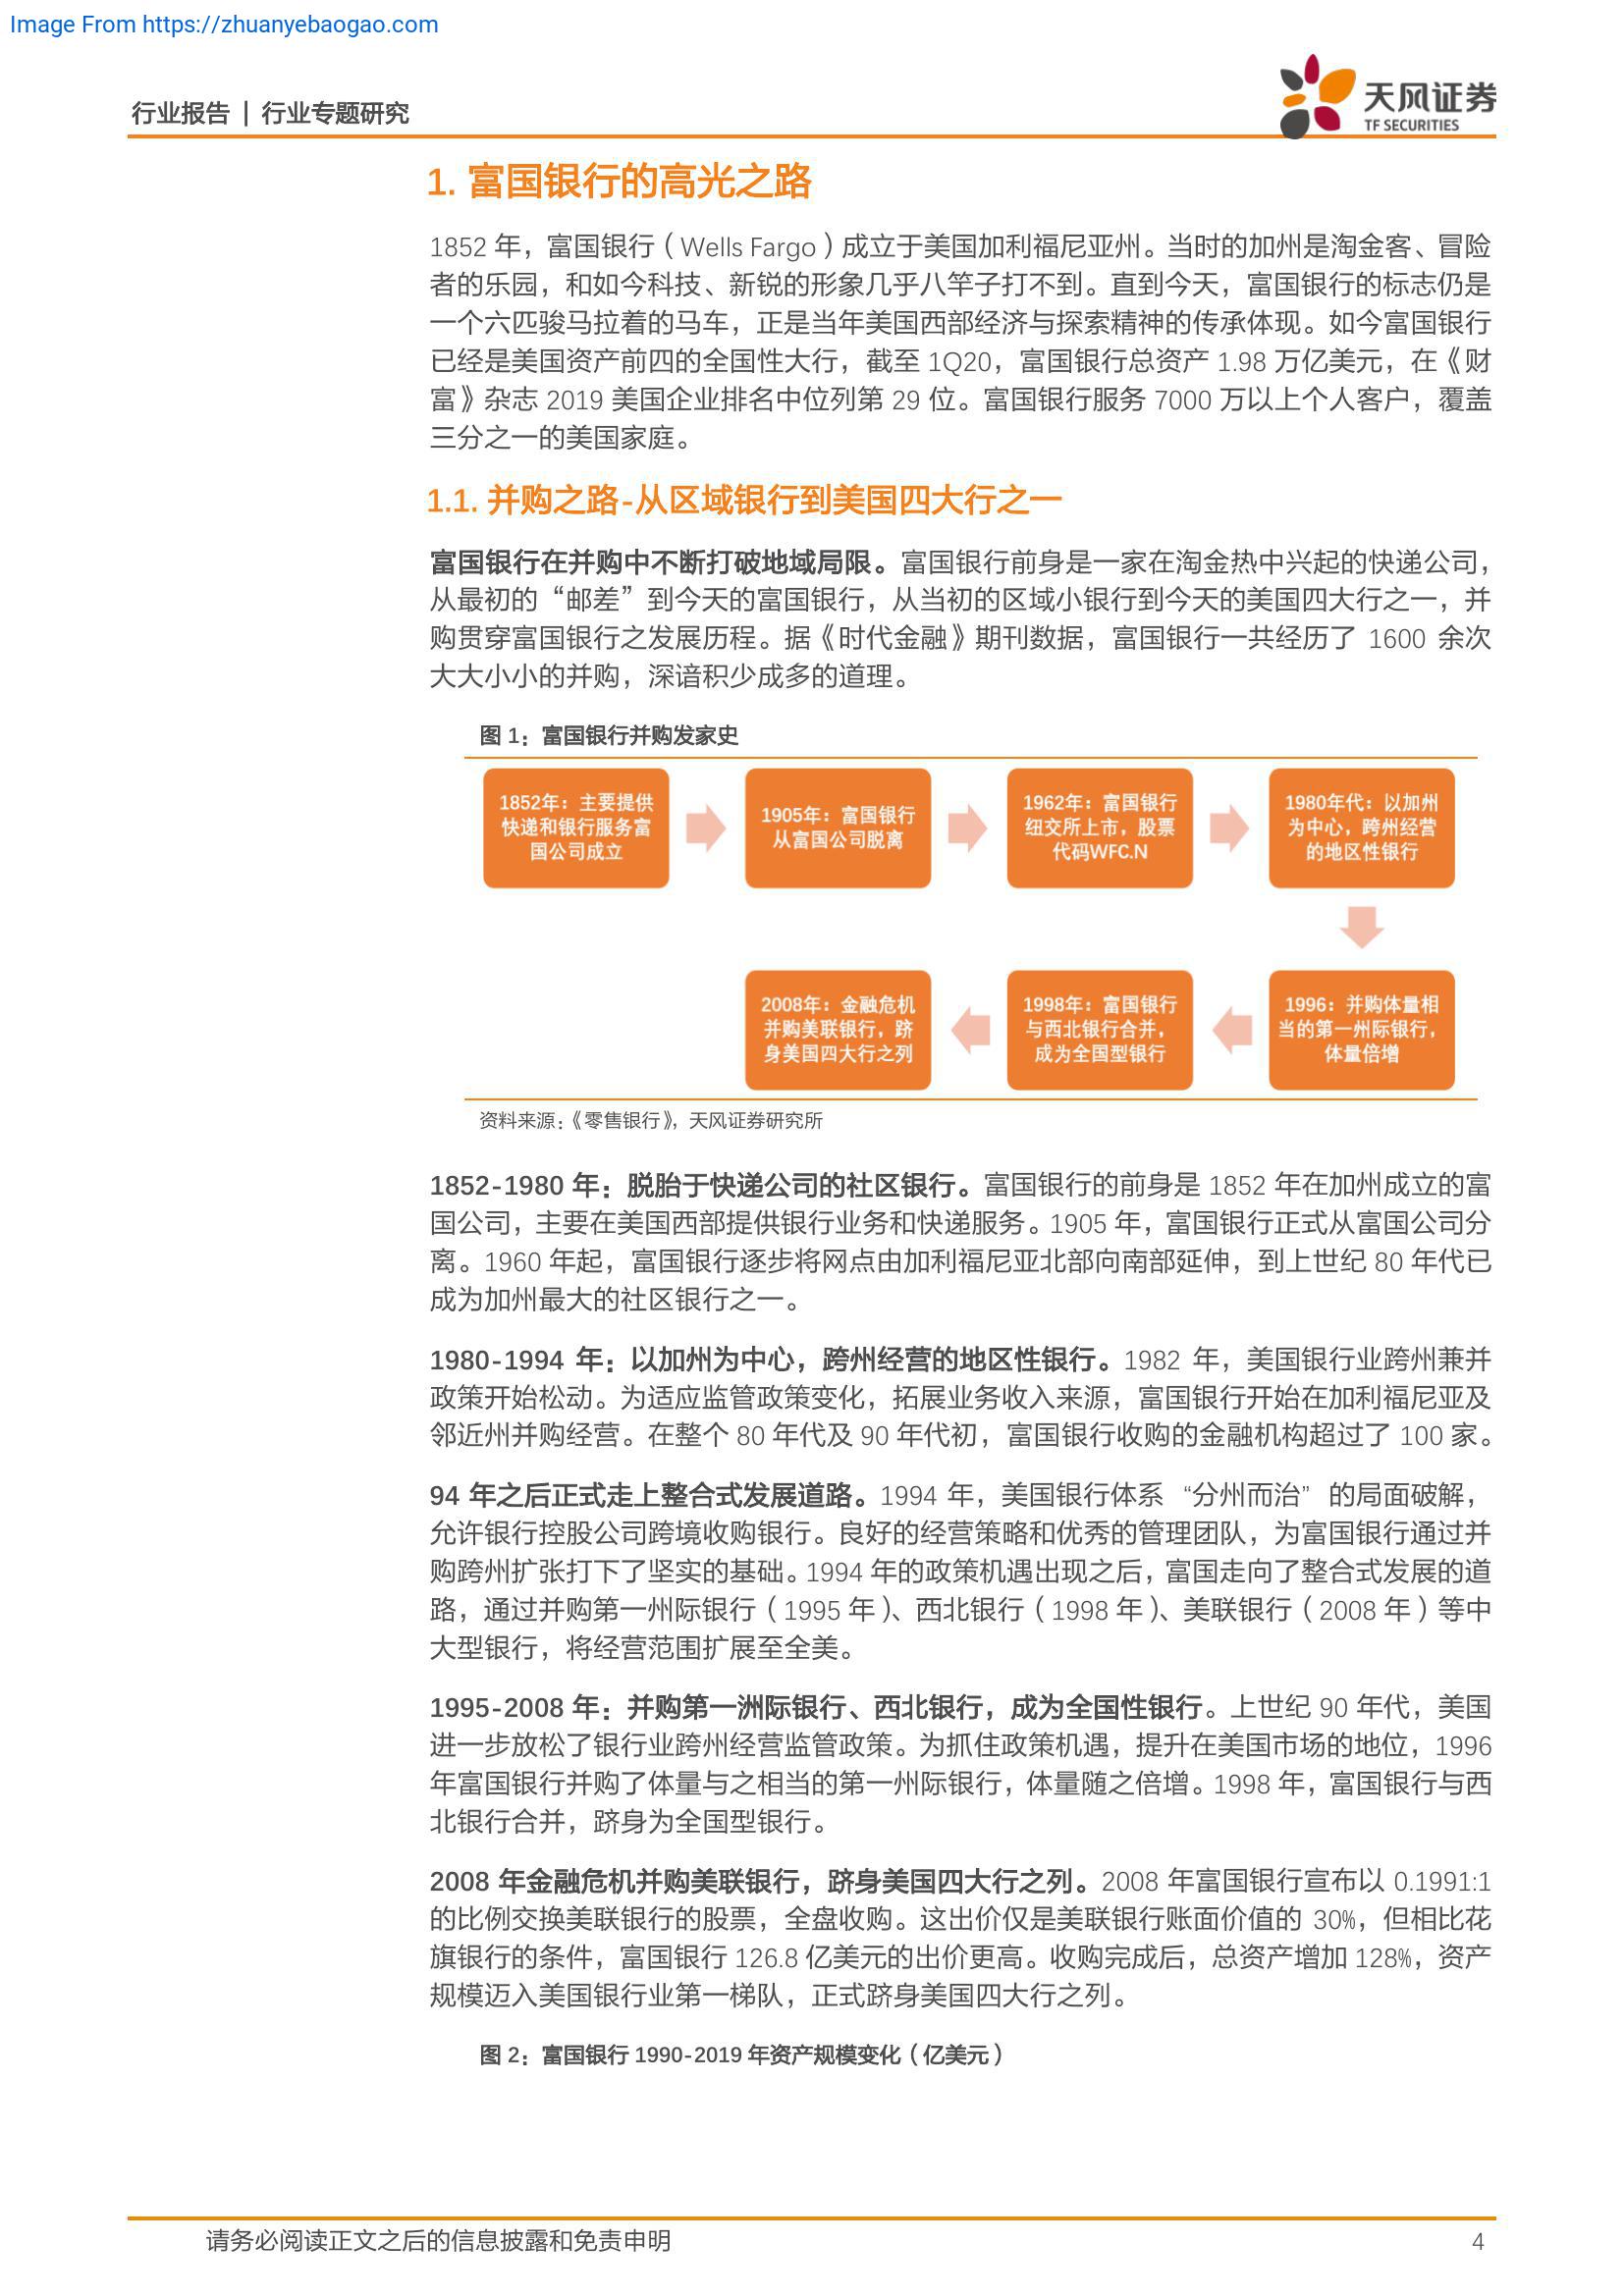 Image From https://zhuanyebaogao.com
行业报告 | 行业专题研究
天风证券
TF SECURITIES
1. 富国银行的高光之路
1852 年，富国银行（Wells Fargo）成立于美国加利福尼亚州。当时的加州是淘金客、冒险
者的乐园，和如今科技、新锐的形象几乎八竿子打不到。直到今天，富国银行的标志仍是
一个六匹骏马拉着的马车，正是当年美国西部经济与探索精神的传承体现。如今富国银行
已经是美国资产前四的全国性大行，截至 1Q20，富国银行总资产 1.98 万亿美元，在《财
富》杂志 2019 美国企业排名中位列第 29 位。富国银行服务 7000 万以上个人客户，覆盖
三分之一的美国家庭。
1.1. 并购之路-从区域银行到美国四大行之一
富国银行在并购中不断打破地域局限。富国银行前身是一家在淘金热中兴起的快递公司，
从最初的“邮差”到今天的富国银行，从当初的区域小银行到今天的美国四大行之一，并
购贯穿富国银行之发展历程。据《时代金融》期刊数据，富国银行一共经历了 1600 余次
大大小小的并购，深谙积少成多的道理。
图 1：富国银行并购发家史
1852年：主要提供
快递和银行服务富
国公司成立
1905年：富国银行
从富国公司脱离
1962年：富国银行
纽交所上市，股票
代码WFC.N
1980年代：以加州
为中心，跨州经营
的地区性银行
2008年：金融危机
并购美联银行，跻
身美国四大行之列
1998年：富国银行
与西北银行合并，
成为全国型银行
1996：并购体量相
当的第一州际银行，
体量倍增
资料来源：《零售银行》，天风证券研究所
1852-1980 年：脱胎于快递公司的社区银行。富国银行的前身是 1852 年在加州成立的富
国公司，主要在美国西部提供银行业务和快递服务。1905 年，富国银行正式从富国公司分
离。1960 年起，富国银行逐步将网点由加利福尼亚北部向南部延伸，到上世纪 80 年代已
成为加州最大的社区银行之一。
1980-1994 年：以加州为中心，跨州经营的地区性银行。1982 年，美国银行业跨州兼并
政策开始松动。为适应监管政策变化，拓展业务收入来源，富国银行开始在加利福尼亚及
邻近州并购经营。在整个 80 年代及 90 年代初，富国银行收购的金融机构超过了 100 家。
94 年之后正式走上整合式发展道路。1994 年，美国银行体系 “分州而治” 的局面破解，
允许银行控股公司跨境收购银行。良好的经营策略和优秀的管理团队，为富国银行通过并
购跨州扩张打下了坚实的基础。1994 年的政策机遇出现之后，富国走向了整合式发展的道
路，通过并购第一州际银行（1995 年）、西北银行（1998 年）、美联银行（2008 年）等中
大型银行，将经营范围扩展至全美。
1995-2008 年：并购第一洲际银行、西北银行，成为全国性银行。上世纪 90 年代，美国
进一步放松了银行业跨州经营监管政策。为抓住政策机遇，提升在美国市场的地位，1996
年富国银行并购了体量与之相当的第一州际银行，体量随之倍增。1998 年，富国银行与西
北银行合并，跻身为全国型银行。
2008 年金融危机并购美联银行，跻身美国四大行之列。2008 年富国银行宣布以 0.1991:1
的比例交换美联银行的股票，全盘收购。这出价仅是美联银行账面价值的 30%，但相比花
旗银行的条件，富国银行 126.8 亿美元的出价更高。收购完成后，总资产增加 128%，资产
规模迈入美国银行业第一梯队，正式跻身美国四大行之列。
图 2：富国银行 1990-2019 年资产规模变化（亿美元）
请务必阅读正文之后的信息披露和免责申明
4